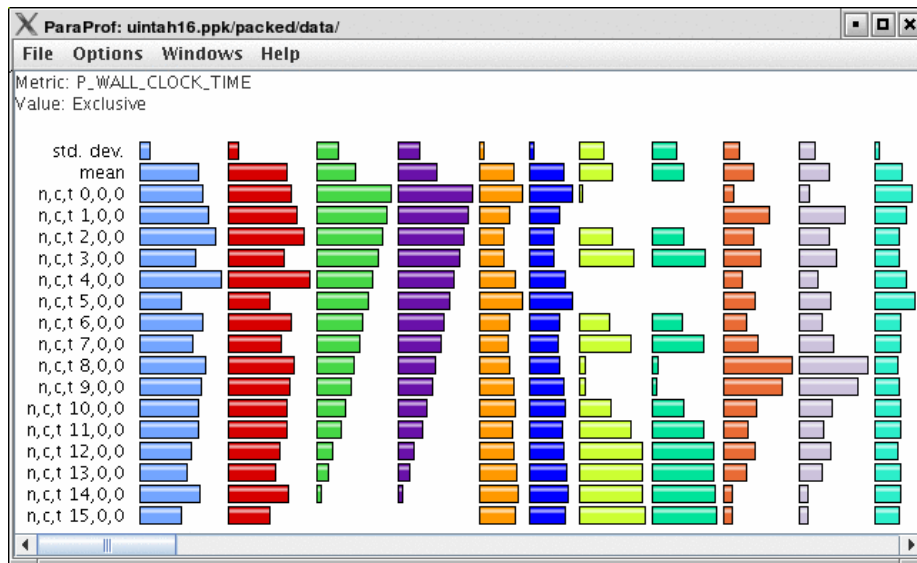 ParaProf: uintah16.ppk/packed/data/
File Options Windows Help
Metric: P_WALL_CLOCK_TIME
Value: Exclusive
std. dev.
mean
n,c,t 0,0,0
n,c,t 1,0,0
n,c,t 2,0,0
n,c,t 3,0,0
n,c,t 4,0,0
n,c,t 5,0,0
n,c,t 6,0,0
n,c,t 7,0,0
n,c,t 8,0,0
n,c,t 9,0,0
n,c,t 10,0,0
n,c,t 11,0,0
n,c,t 12,0,0
n,c,t 13,0,0
n,c,t 14,0,0
n,c,t 15,0,0